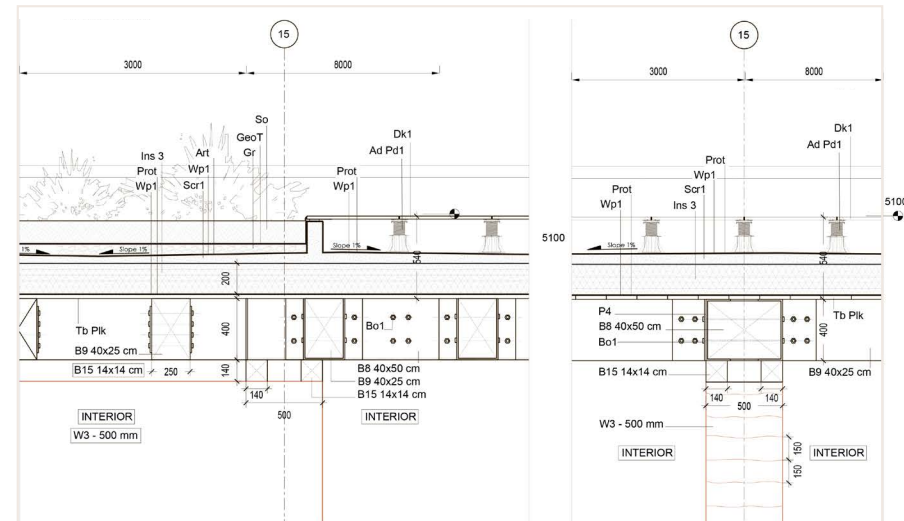 15
3000
8000
So
GeoT
Gr
Ins 3
Prot
Wp1
Art
Wp1
Scr1
Prot
Wp1
Dk1
Ad Pd1
1%
Slope 1%
Slope 1%
5100
540
200
400
140
Tb Plk
B9 40x25 cm
B15 14x14 cm
250
Bo1
B8 40x50 cm
B9 40x25 cm
B15 14x14 cm
140
500
INTERIOR
W3 - 500 mm
INTERIOR
15
3000
8000
Prot
Wp1
Prot
Wp1
Scr1
Ins 3
Dk1
Ad Pd1
5100
Slope 1%
540
400
P4
B8 40x50 cm
Bo1
B15 14x14 cm
Tb Plk
B9 40x25 cm
140
140
500
W3 - 500 mm
INTERIOR
INTERIOR
150
150